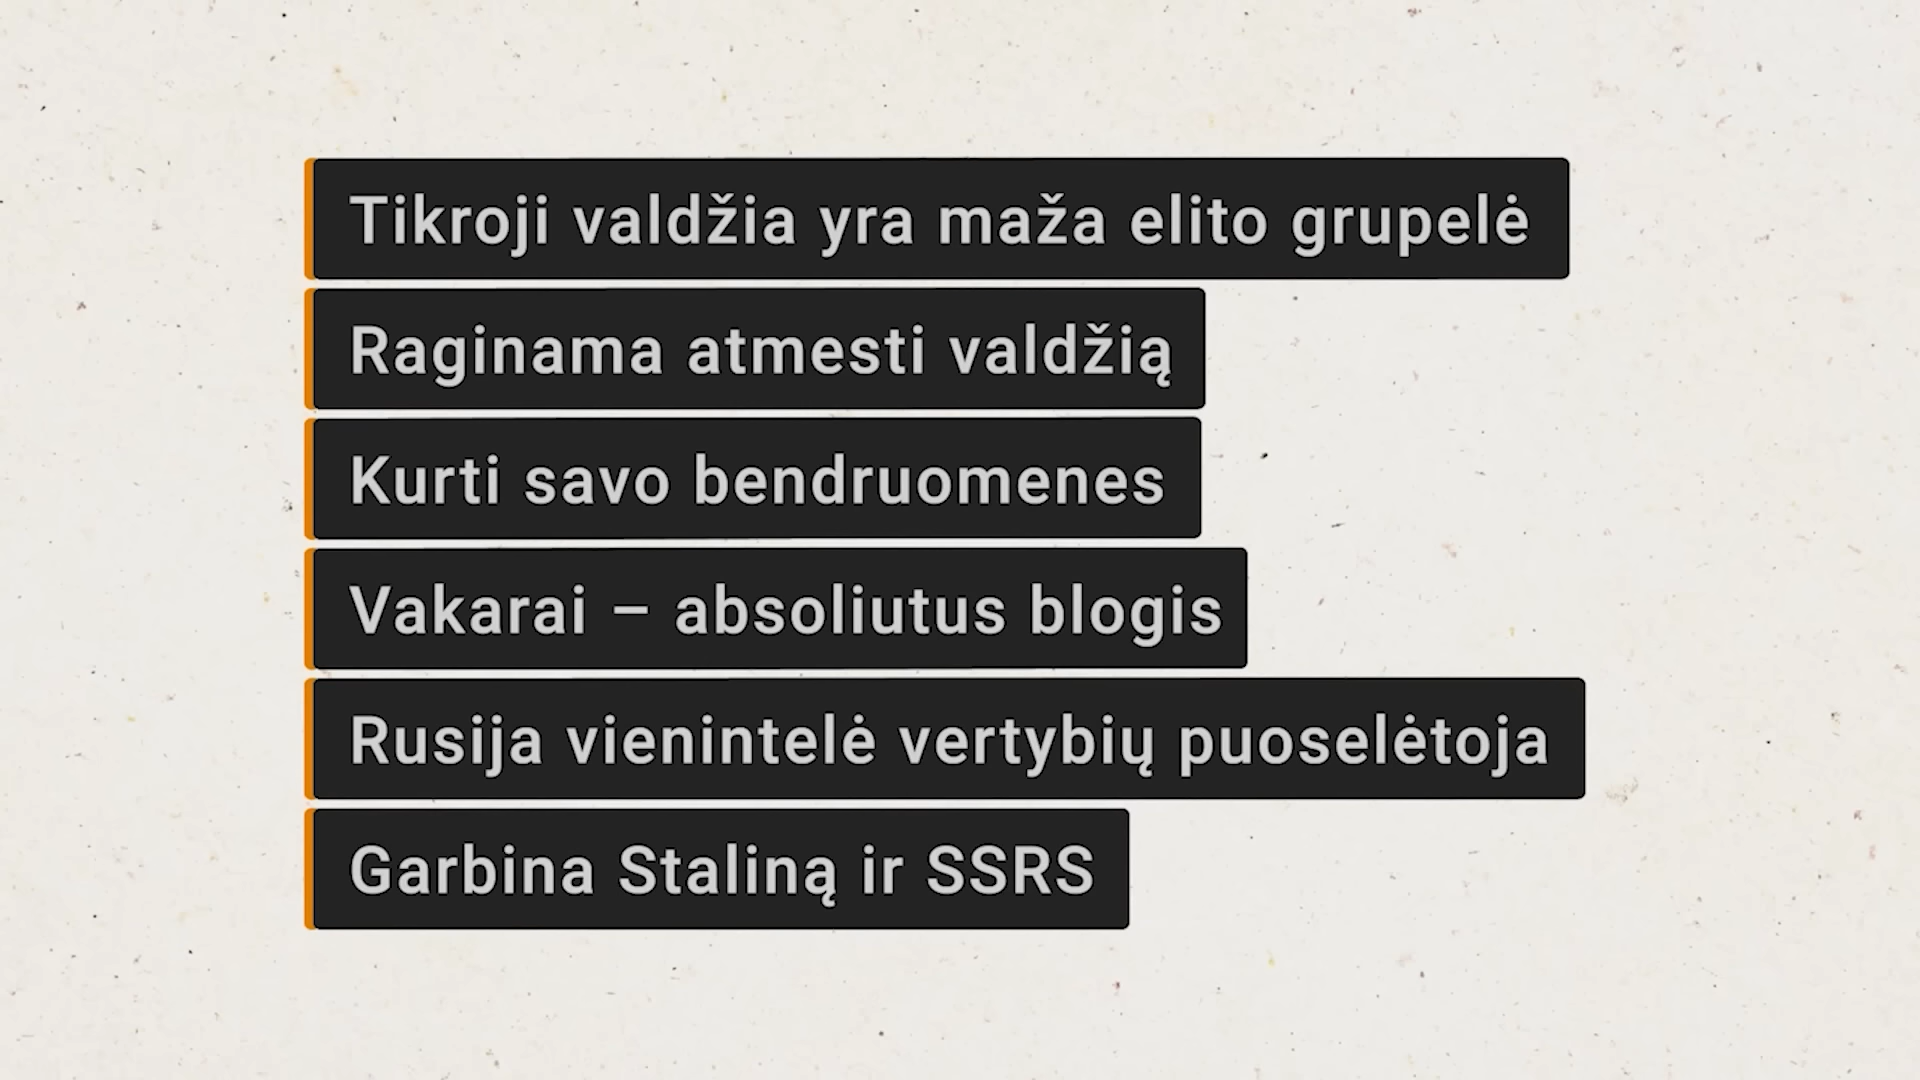 Tikroji valdžia yra maža elito grupelė
Raginama atmesti valdžią
Kurti savo bendruomenes
Vakarai – absoliutus blogis
Rusija vienintelė vertybių puoselėtoja
Garbina Staliną ir SSRS